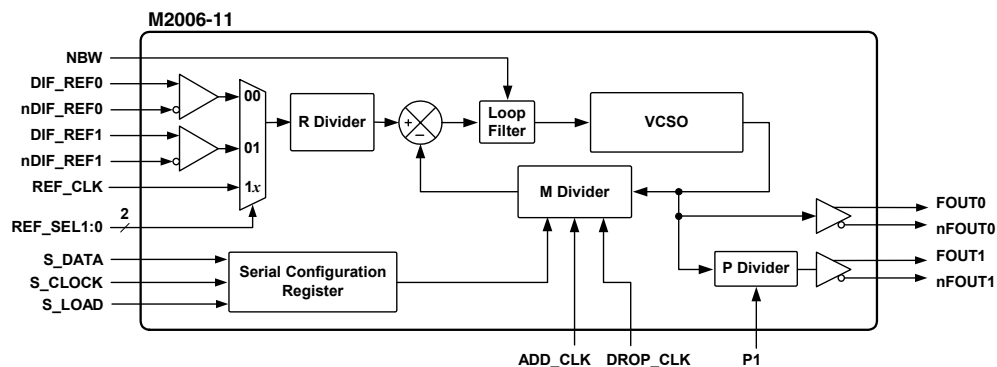 M2006-11
NBW
DIF_REF0
nDIF_REF0
DIF_REF1
nDIF_REF1
REF_CLK
REF_SEL1:0
2
00
01
1x
R Divider
+
−
Loop
Filter
VCSO
M Divider
S_DATA
S_CLOCK
S_LOAD
Serial Configuration
Register
P Divider
FOUT0
nFOUT0
FOUT1
nFOUT1
ADD_CLK
DROP_CLK
P1